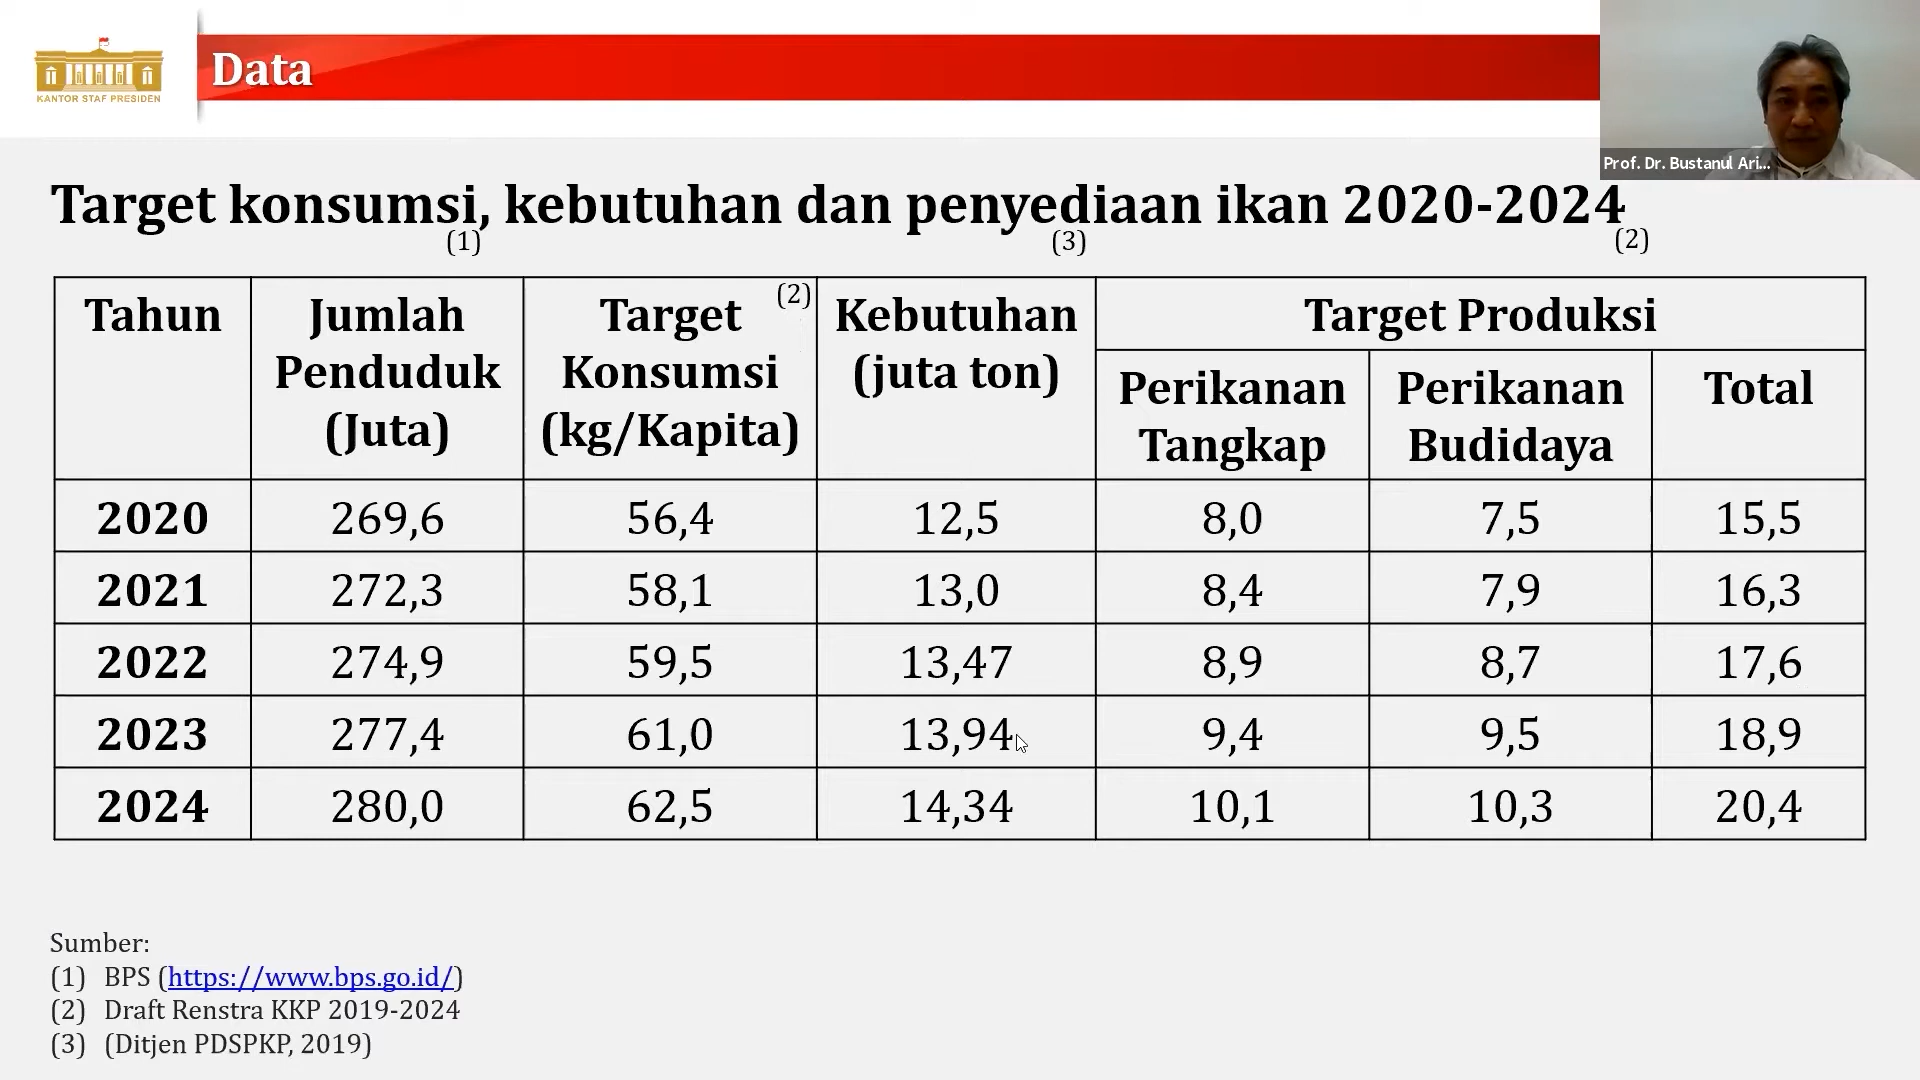 KANTOR STAF PRESIDEN
Data
Prof. Dr. Bustanul Ari...
Target konsumsi, kebutuhan dan penyediaan ikan 2020-2024
(1) (3) (2)
Tahun Jumlah Penduduk (Juta) Target Konsumsi (kg/Kapita) (2) Kebutuhan (juta ton) Target Produksi
Perikanan Tangkap Perikanan Budidaya Total
2020 269,6 56,4 12,5 8,0 7,5 15,5
2021 272,3 58,1 13,0 8,4 7,9 16,3
2022 274,9 59,5 13,47 8,9 8,7 17,6
2023 277,4 61,0 13,94 9,4 9,5 18,9
2024 280,0 62,5 14,34 10,1 10,3 20,4
Sumber:
(1) BPS (https://www.bps.go.id/)
(2) Draft Renstra KKP 2019-2024
(3) (Ditjen PDSPKP, 2019)